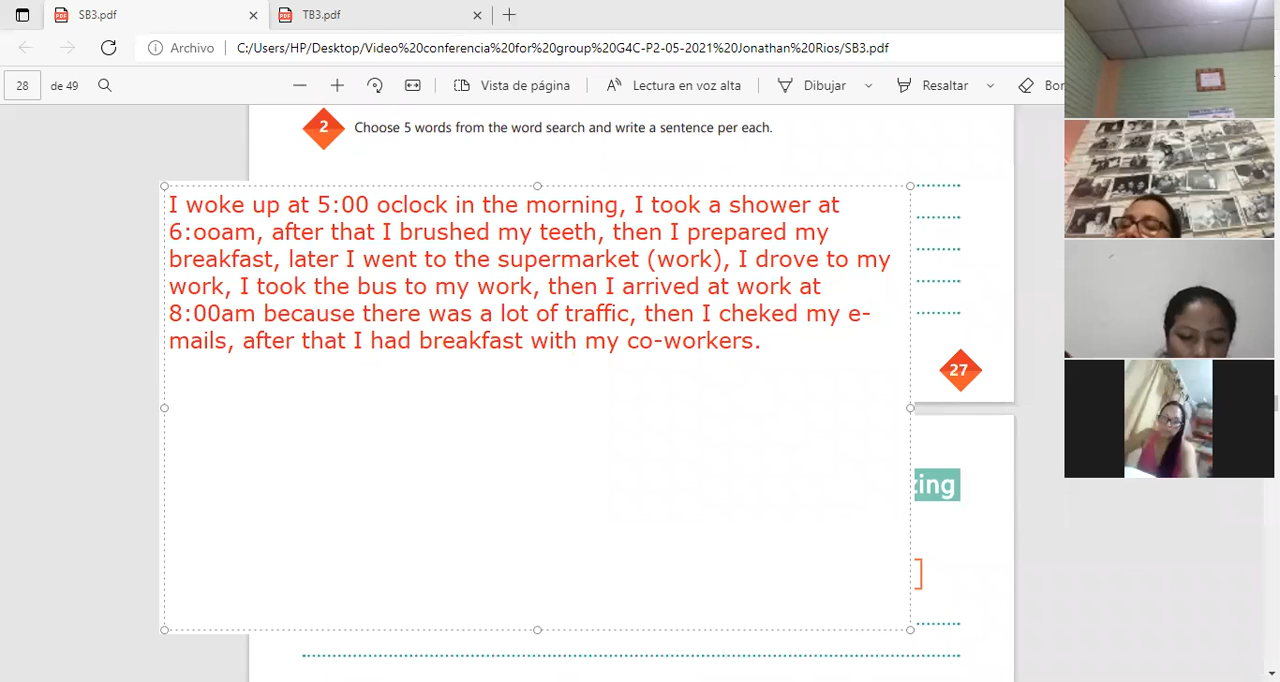 SB3.pdf
TB3.pdf
Archivo
C:/Users/HP/Desktop/Video%20conferencia%20for%20group%20G4C-P2-05-2021%20Jonathan%20Rios/SB3.pdf
28
de 49
Vista de página
Lectura en voz alta
Dibujar
Resaltar
Bor
2
Choose 5 words from the word search and write a sentence per each.
I woke up at 5:00 oclock in the morning, I took a shower at
6:ooam, after that I brushed my teeth, then I prepared my
breakfast, later I went to the supermarket (work), I drove to my
work, I took the bus to my work, then I arrived at work at
8:00am because there was a lot of traffic, then I cheked my e-
mails, after that I had breakfast with my co-workers.
27
zing